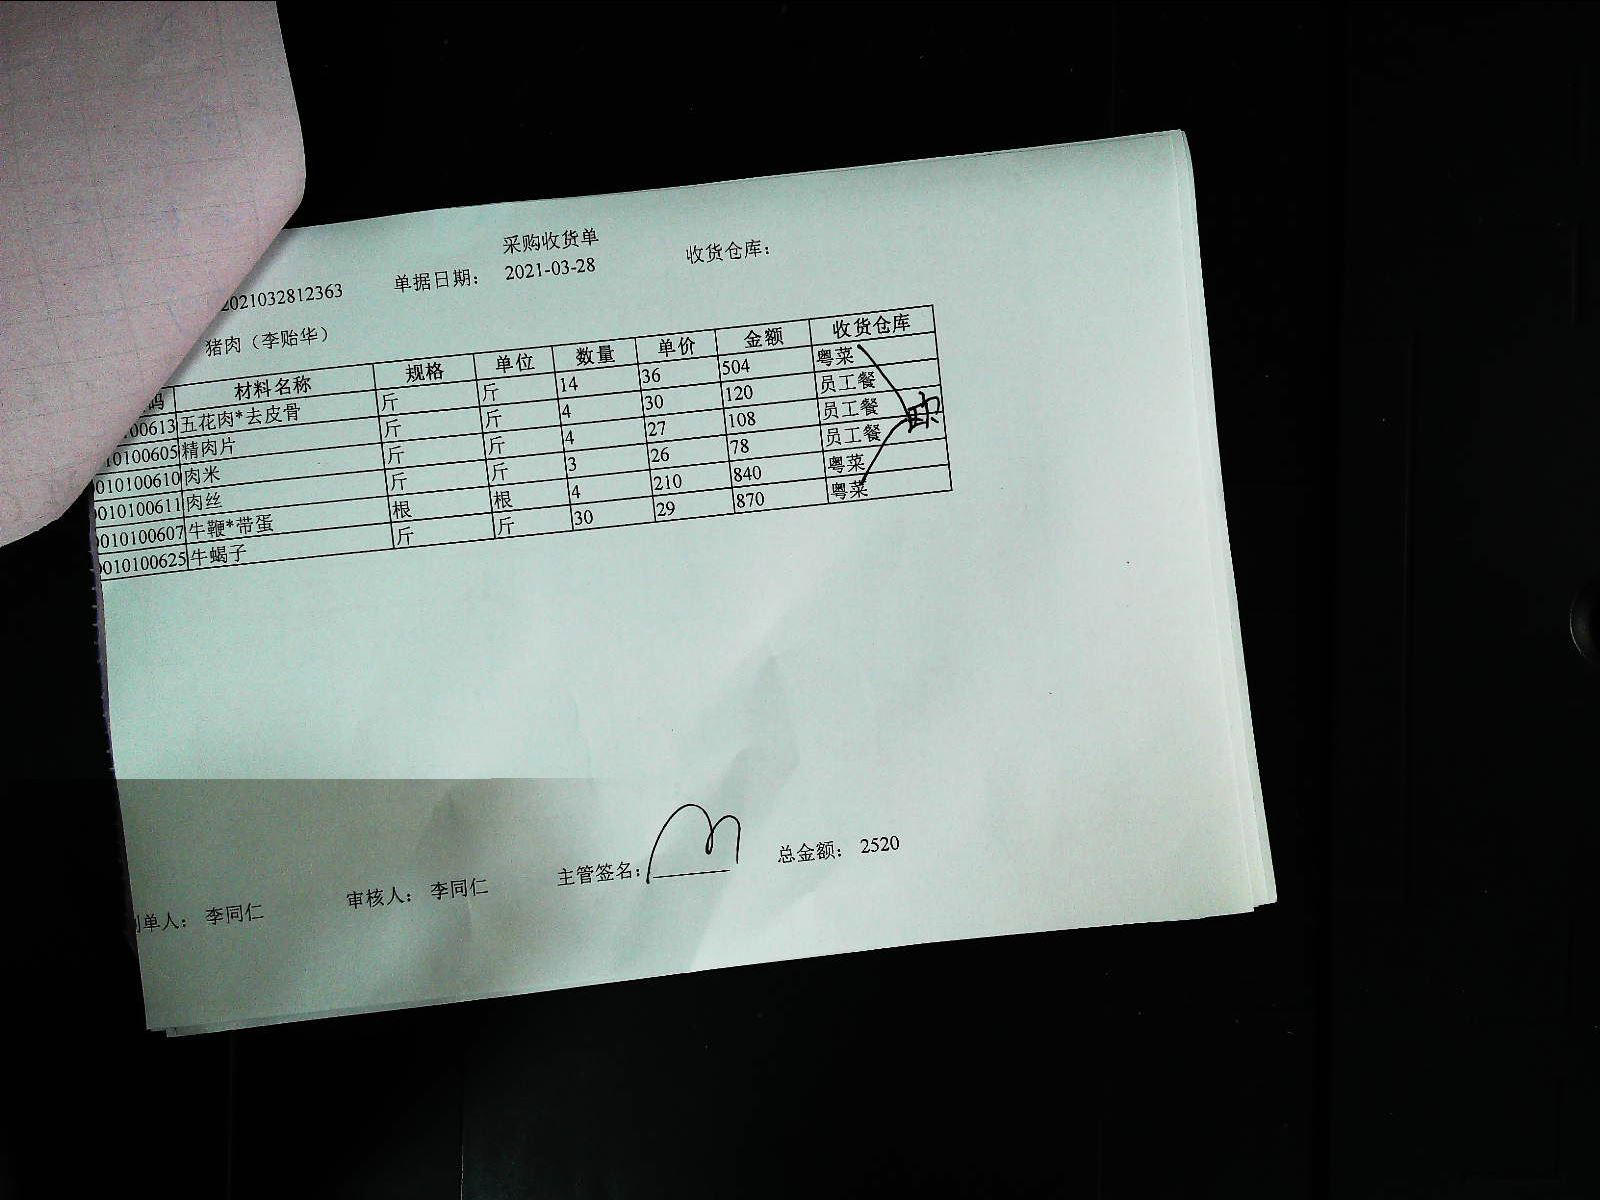 采购收货单
2021032812363 单据日期： 2021-03-28 收货仓库：
猪肉（李贻华）
码 材料名称 规格 单位 数量 单价 金额 收货仓库
00613 五花肉*去皮骨 斤 斤 14 36 504 粤菜
10100605 精肉片 斤 斤 4 30 120 员工餐
010100610 肉米 斤 斤 4 27 108 员工餐
010100611 肉丝 斤 斤 3 26 78 员工餐
010100607 牛鞭*带蛋 根 根 4 210 840 粤菜
010100625 牛蝎子 斤 斤 30 29 870 粤菜
单人： 李同仁 审核人： 李同仁 主管签名： 总金额： 2520